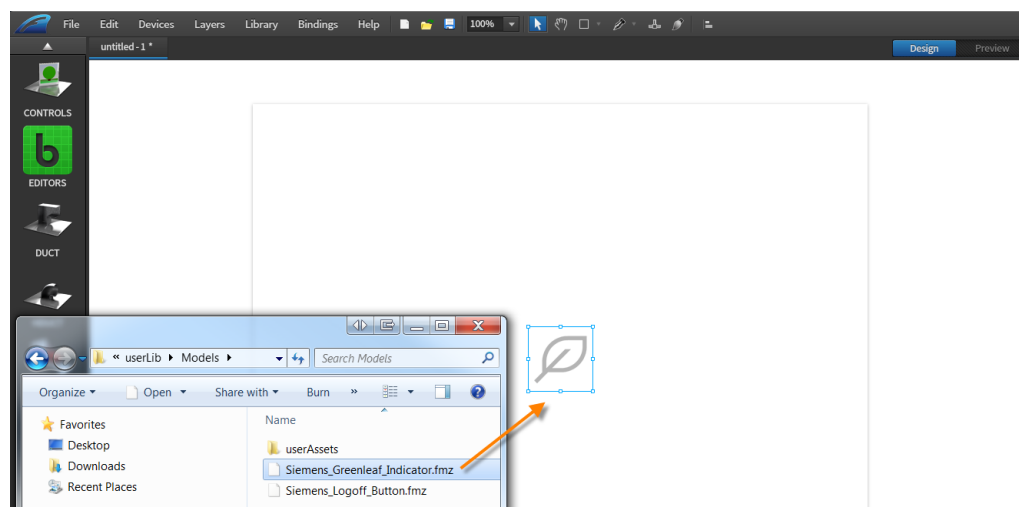 File Edit Devices Layers Library Bindings Help 100%
untitled - 1 * Design Preview
CONTROLS
b
EDITORS
DUCT
« userLib Models Search Models
Organize Open Share with Burn »
Favorites
Desktop
Downloads
Recent Places
Name
userAssets
Siemens_Greenleaf_Indicator.fmz
Siemens_Logoff_Button.fmz